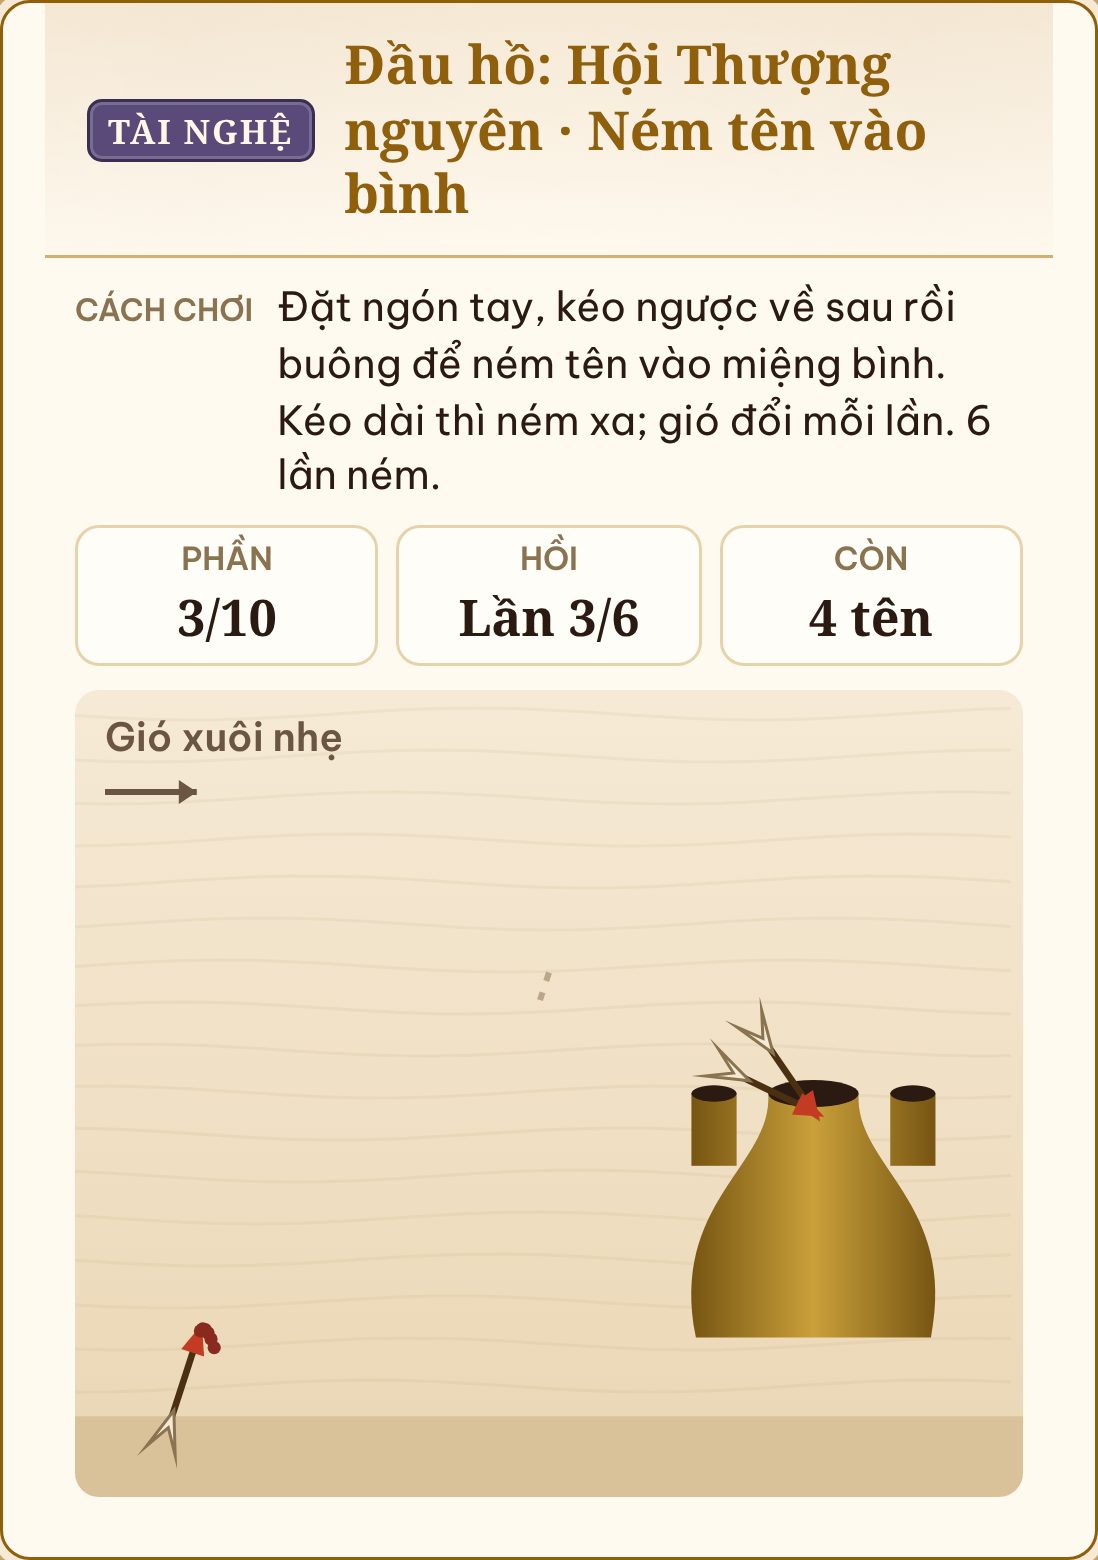 TÀI NGHỆ
Đầu hồ: Hội Thượng
nguyên · Ném tên vào
bình
CÁCH CHƠI
Đặt ngón tay, kéo ngược về sau rồi
buông để ném tên vào miệng bình.
Kéo dài thì ném xa; gió đổi mỗi lần. 6
lần ném.
PHẦN
3/10
HỒI
Lần 3/6
CÒN
4 tên
Gió xuôi nhẹ